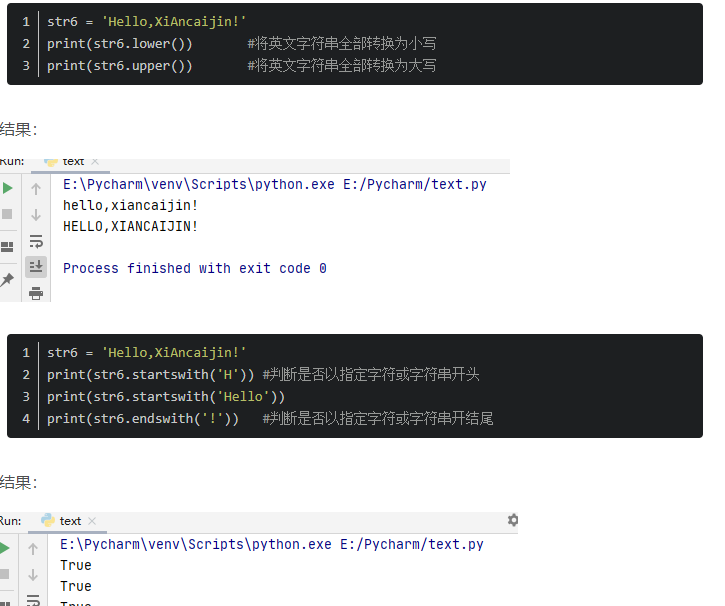 1 str6 = 'Hello,XiAncaijin!'
2 print(str6.lower()) #将英文字符串全部转换为小写
3 print(str6.upper()) #将英文字符串全部转换为大写
结果：
Run: text ×
E:\Pycharm\venv\Scripts\python.exe E:/Pycharm/text.py
hello,xiancaijin!
HELLO,XIANCAIJIN!
Process finished with exit code 0
1 str6 = 'Hello,XiAncaijin!'
2 print(str6.startswith('H')) #判断是否以指定字符或字符串开头
3 print(str6.startswith('Hello'))
4 print(str6.endswith('!')) #判断是否以指定字符或字符串开结尾
结果：
Run: text ×
E:\Pycharm\venv\Scripts\python.exe E:/Pycharm/text.py
True
True
True